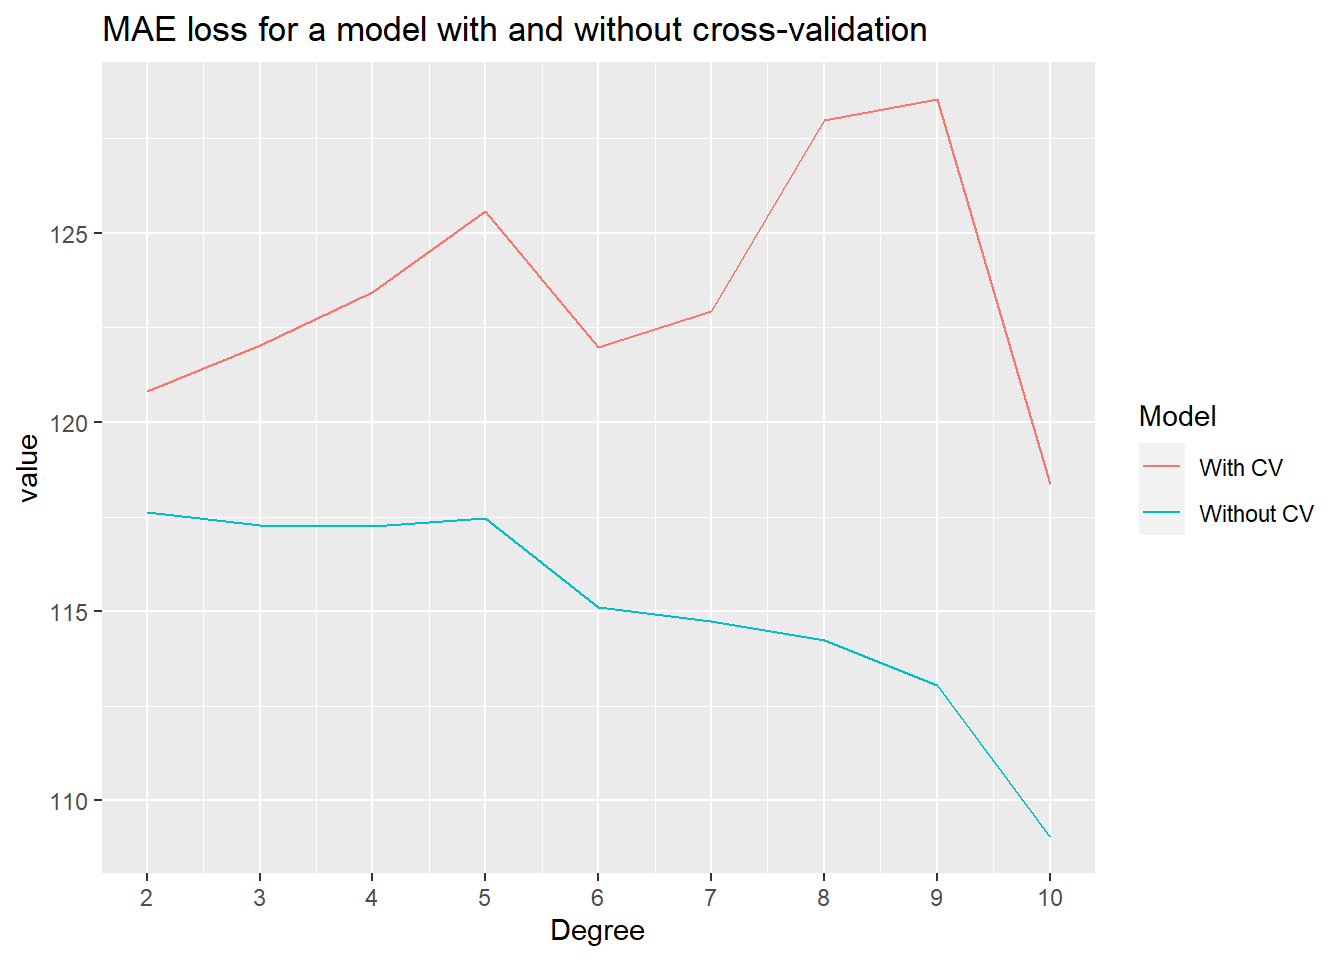 MAE loss for a model with and without cross-validation
value
125
120
115
110
2 3 4 5 6 7 8 9 10
Degree
Model
With CV
Without CV